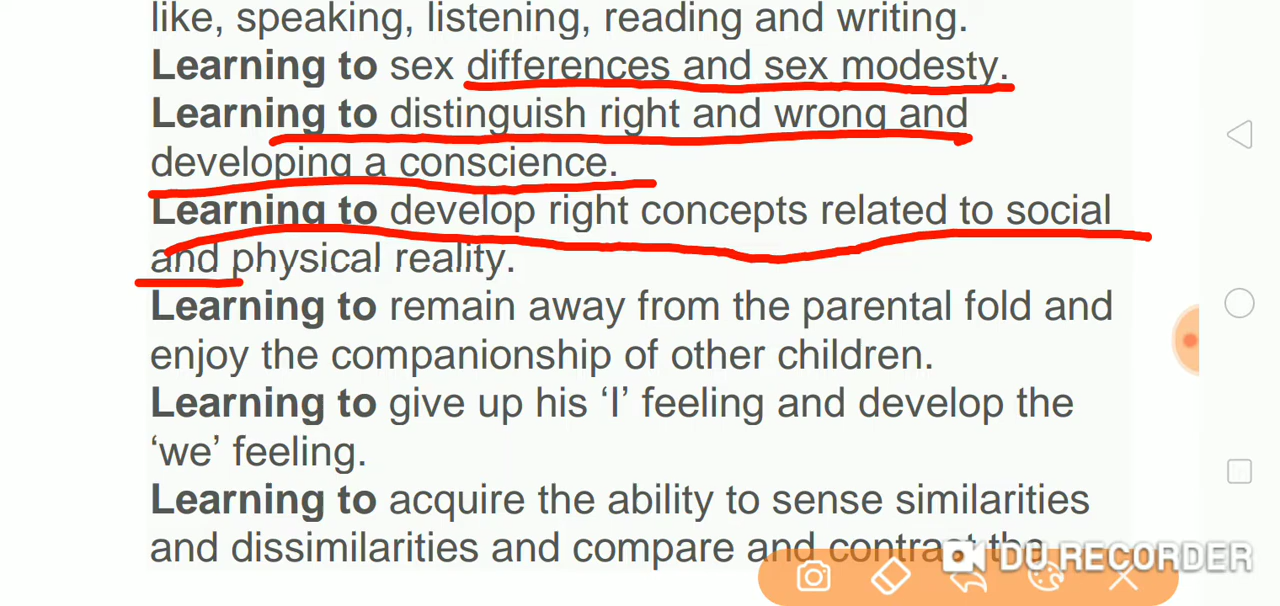 like, speaking, listening, reading and writing.
Learning to sex differences and sex modesty.
Learning to distinguish right and wrong and
developing a conscience.
Learning to develop right concepts related to social
and physical reality.
Learning to remain away from the parental fold and
enjoy the companionship of other children.
Learning to give up his ‘I’ feeling and develop the
‘we’ feeling.
Learning to acquire the ability to sense similarities
and dissimilarities and compare and contrast the
DU RECORDER